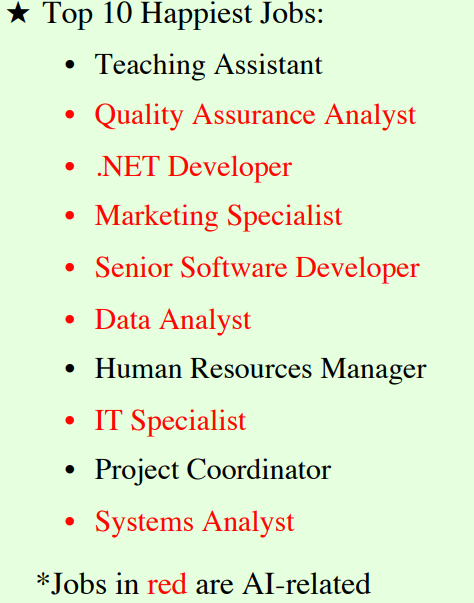 ★ Top 10 Happiest Jobs:
• Teaching Assistant
• Quality Assurance Analyst
• .NET Developer
• Marketing Specialist
• Senior Software Developer
• Data Analyst
• Human Resources Manager
• IT Specialist
• Project Coordinator
• Systems Analyst
*Jobs in red are AI-related